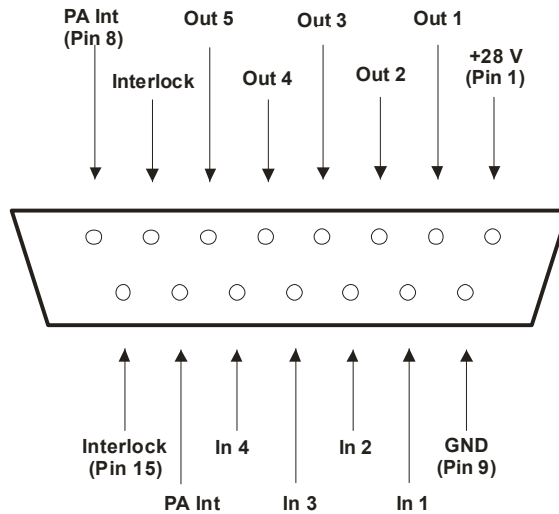 PA Int
(Pin 8)
Interlock
Out 5
Out 4
Out 3
Out 2
Out 1
+28 V
(Pin 1)
Interlock
(Pin 15)
PA Int
In 4
In 3
In 2
In 1
GND
(Pin 9)